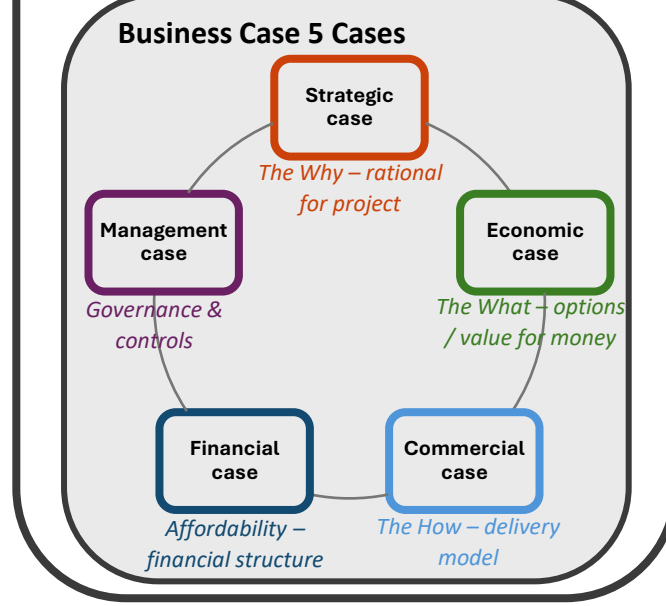 Business Case 5 Cases
Strategic
case
The Why – rational
for project
Management
case
Governance &
controls
Economic
case
The What – options
/ value for money
Financial
case
Affordability –
financial structure
Commercial
case
The How – delivery
model